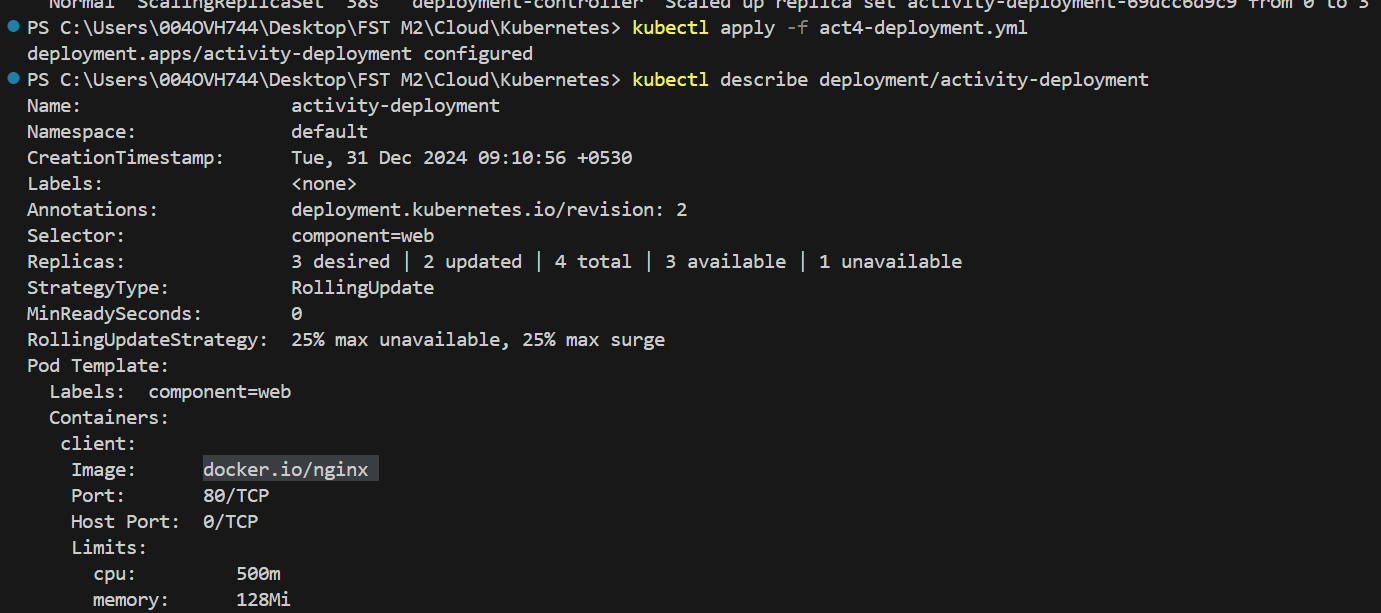 Normal  ScalingReplicaSet  38s   deployment-controller  Scaled up replica set activity-deployment-69dcc6d9c9 from 0 to 3
PS C:\Users\004OVH744\Desktop\FST M2\Cloud\Kubernetes> kubectl apply -f act4-deployment.yml
deployment.apps/activity-deployment configured
PS C:\Users\004OVH744\Desktop\FST M2\Cloud\Kubernetes> kubectl describe deployment/activity-deployment
Name:                   activity-deployment
Namespace:              default
CreationTimestamp:      Tue, 31 Dec 2024 09:10:56 +0530
Labels:                 <none>
Annotations:            deployment.kubernetes.io/revision: 2
Selector:               component=web
Replicas:               3 desired | 2 updated | 4 total | 3 available | 1 unavailable
StrategyType:           RollingUpdate
MinReadySeconds:        0
RollingUpdateStrategy:  25% max unavailable, 25% max surge
Pod Template:
  Labels:  component=web
  Containers:
   client:
    Image:      docker.io/nginx
    Port:       80/TCP
    Host Port:  0/TCP
    Limits:
      cpu:        500m
      memory:     128Mi